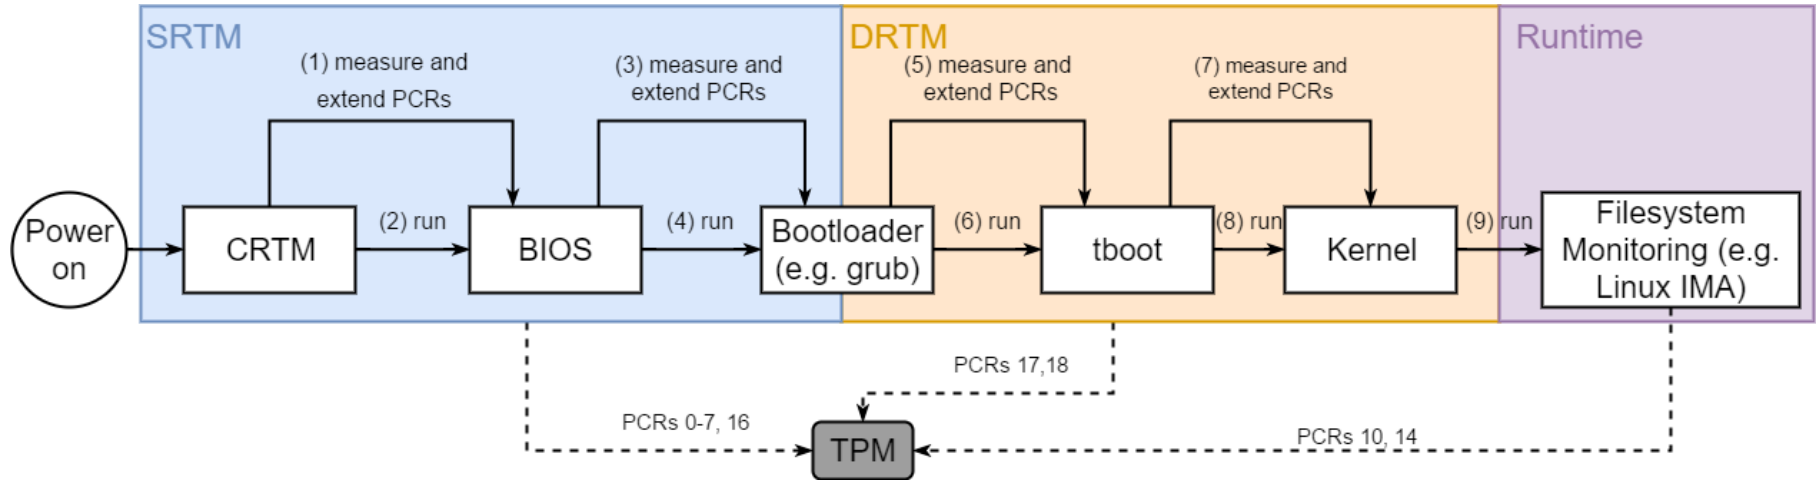 SRTM
DRTM
Runtime
(1) measure and
extend PCRs
(3) measure and
extend PCRs
(5) measure and
extend PCRs
(7) measure and
extend PCRs
Power
on
CRTM
(2) run
BIOS
(4) run
Bootloader
(e.g. grub)
(6) run
tboot
(8) run
Kernel
(9) run
Filesystem
Monitoring (e.g.
Linux IMA)
PCRs 17,18
PCRs 0-7, 16
TPM
PCRs 10, 14